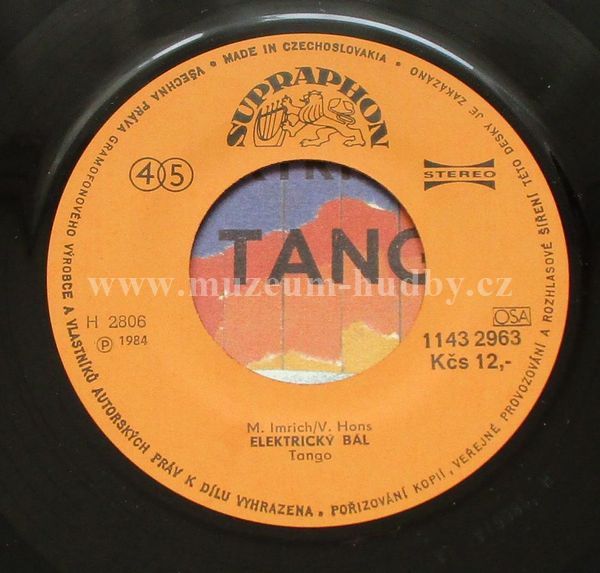 VŠECHNA PRÁVA GRAMOFONOVÉHO VÝROBCE A VLASTNÍKŮ AUTORSKÝCH PRÁV K DÍLU VYHRAZENA. • POŘIZOVÁNÍ KOPIÍ, VEŘEJNÉ PROVOZOVÁNÍ A ROZHLASOVÉ ŠÍŘENÍ TÉTO DESKY JE ZAKÁZÁNO • MADE IN CZECHOSLOVAKIA •
SUPRAPHON
45
STEREO
TANG
www.muzeum-hudby.cz
H 2806
Ⓟ 1984
OSA
1143 2963
Kčs 12,-
M. Imrich/V. Hons
ELEKTRICKÝ BÁL
Tango